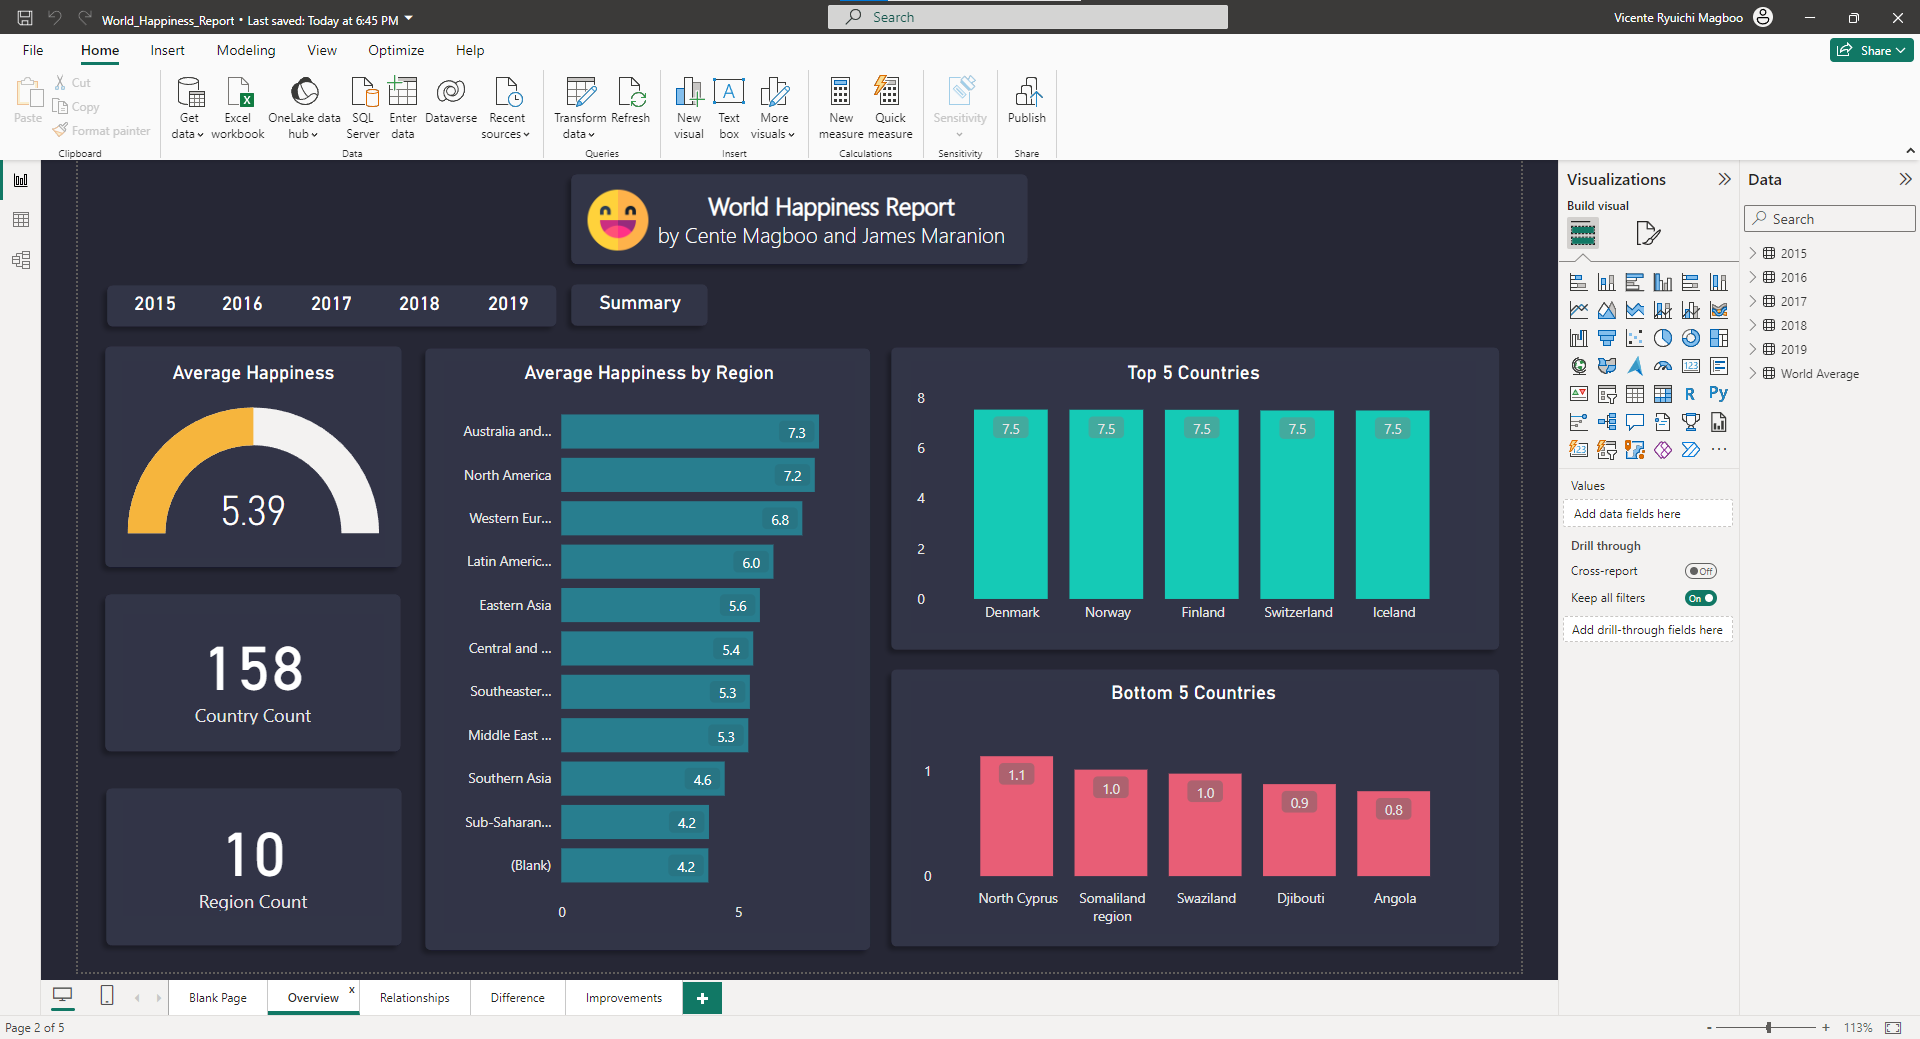 World_Happiness_Report • Last saved: Today at 6:45 PM
Search
Vicente Ryuichi Magboo
File
Home
Insert
Modeling
View
Optimize
Help
Share
Paste
Cut
Copy
Format painter
Get data
Excel workbook
OneLake data hub
SQL Server
Enter data
Dataverse
Recent sources
Transform data
Refresh
New visual
Text box
More visuals
New measure
Quick measure
Sensitivity
Publish
Clipboard
Data
Queries
Insert
Calculations
Sensitivity
Share
World Happiness Report
by Cente Magboo and James Maranion
2015
2016
2017
2018
2019
Summary
Average Happiness
5.39
158
Country Count
10
Region Count
Average Happiness by Region
Australia and...
7.3
North America
7.2
Western Eur...
6.8
Latin Americ...
6.0
Eastern Asia
5.6
Central and ...
5.4
Southeaster...
5.3
Middle East ...
5.3
Southern Asia
4.6
Sub-Saharan...
4.2
(Blank)
4.2
0
5
Top 5 Countries
8
6
4
2
0
7.5
7.5
7.5
7.5
7.5
Denmark
Norway
Finland
Switzerland
Iceland
Bottom 5 Countries
1
0
1.1
1.0
1.0
0.9
0.8
North Cyprus
Somaliland region
Swaziland
Djibouti
Angola
Visualizations
Build visual
R
Py
123
123
Values
Add data fields here
Drill through
Cross-report
Off
Keep all filters
On
Add drill-through fields here
Data
Search
2015
2016
2017
2018
2019
World Average
Blank Page
Overview
x
Relationships
Difference
Improvements
+
Page 2 of 5
- +
113%